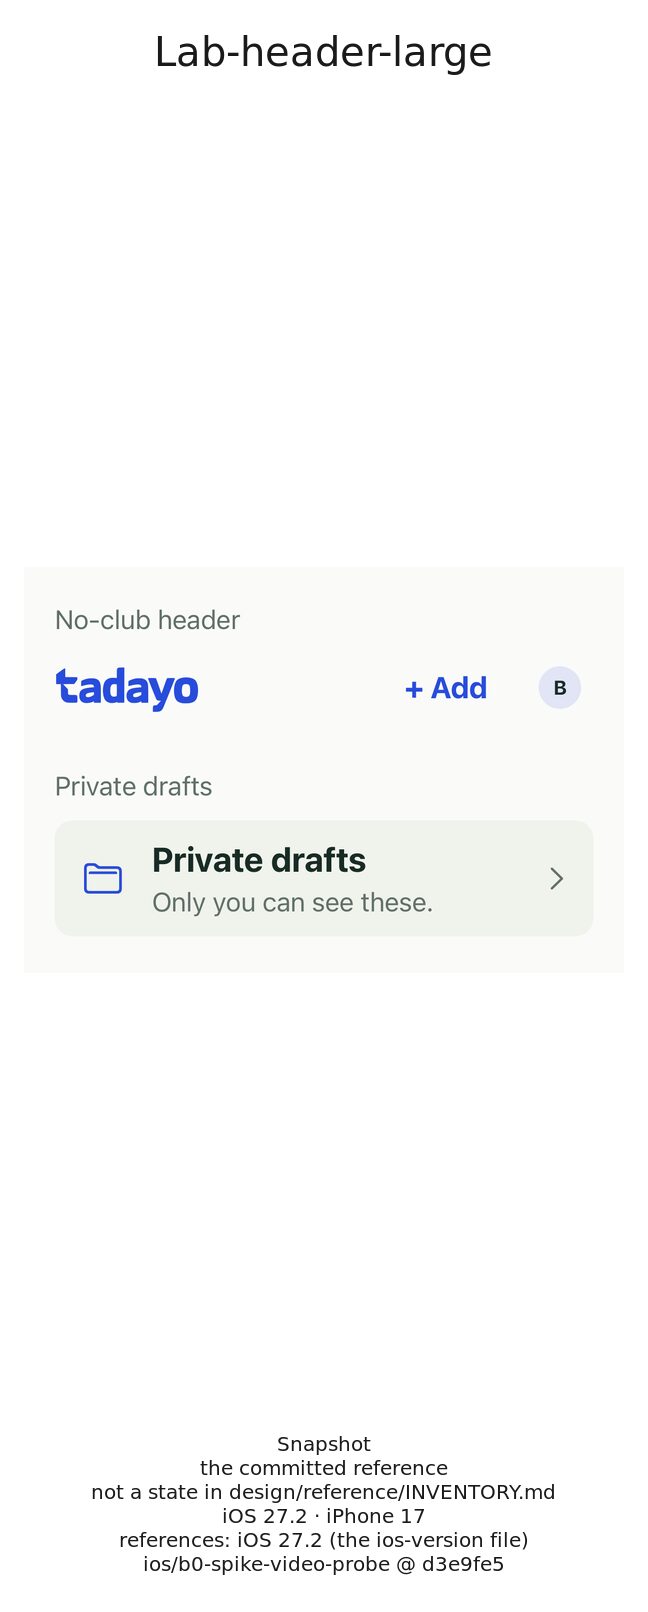 Lab-header-large
No-club header
tadayo
+ Add
B
Private drafts
Private drafts
Only you can see these.
Snapshot
the committed reference
not a state in design/reference/INVENTORY.md
iOS 27.2 · iPhone 17
references: iOS 27.2 (the ios-version file)
ios/b0-spike-video-probe @ d3e9fe5